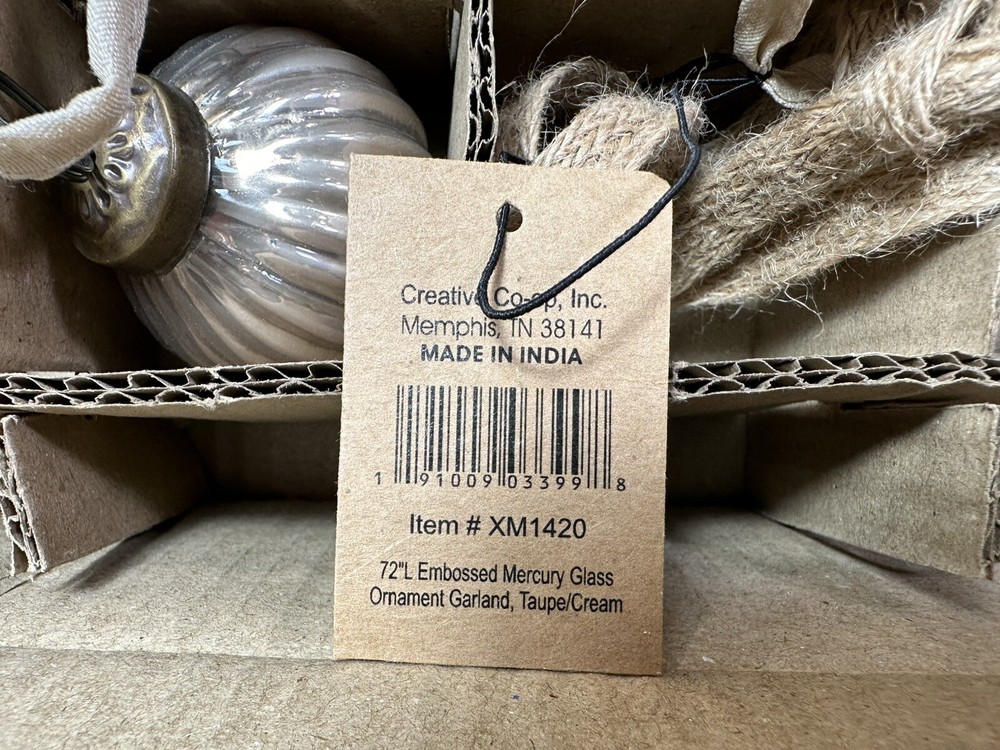 Creative Co-op, Inc.
Memphis, TN 38141
MADE IN INDIA
1 91009 03399 8
Item # XM1420
72"L Embossed Mercury Glass
Ornament Garland, Taupe/Cream